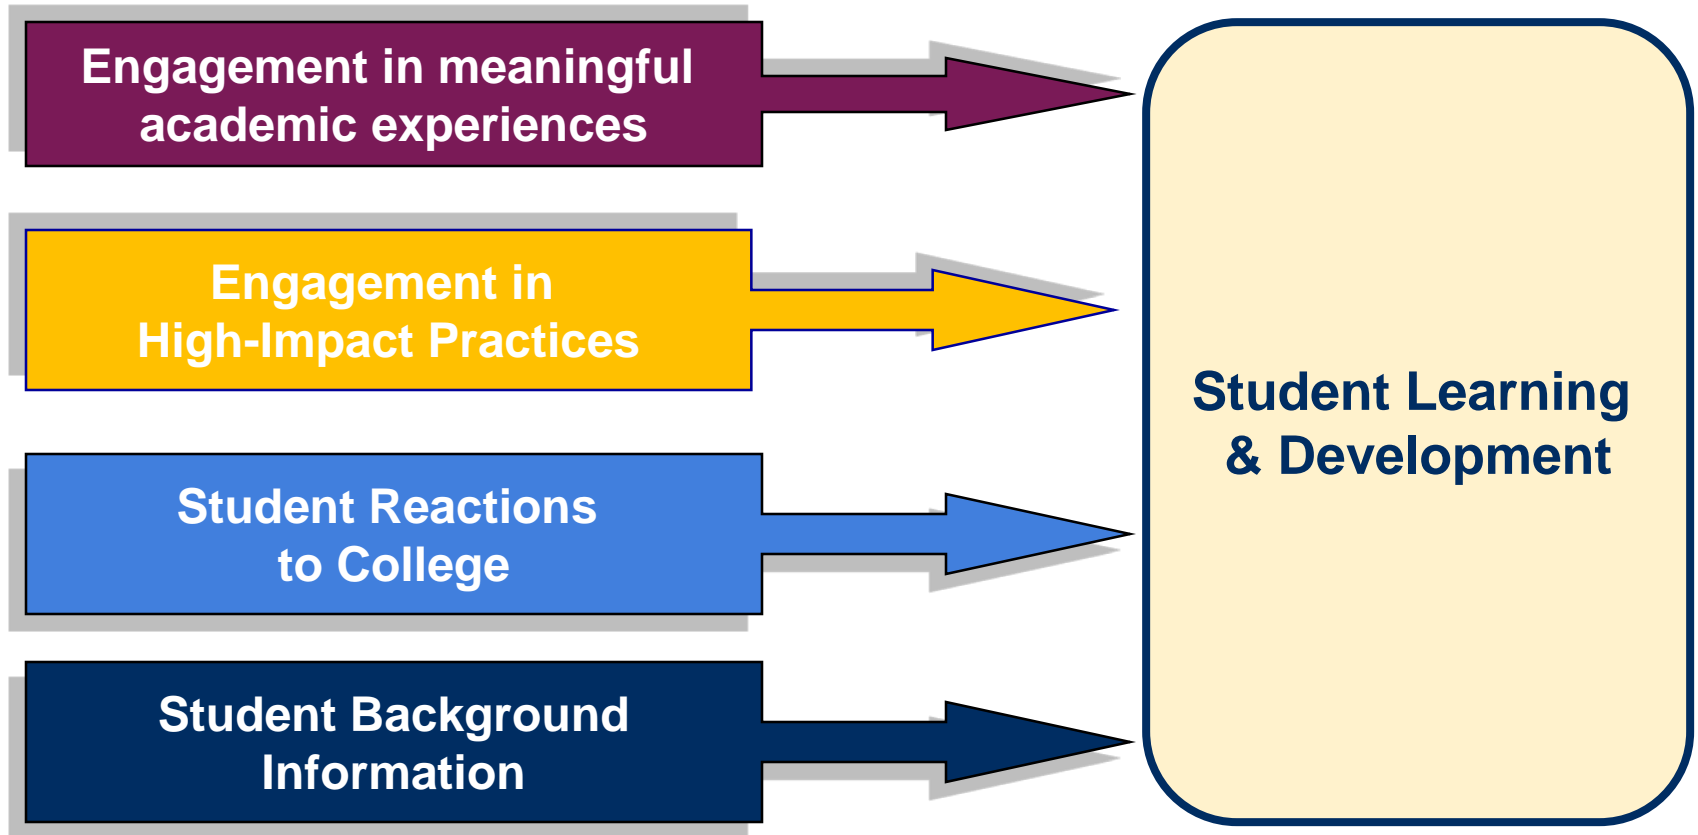 Engagement in meaningful
academic experiences
Engagement in
High-Impact Practices
Student Reactions
to College
Student Background
Information
Student Learning
& Development